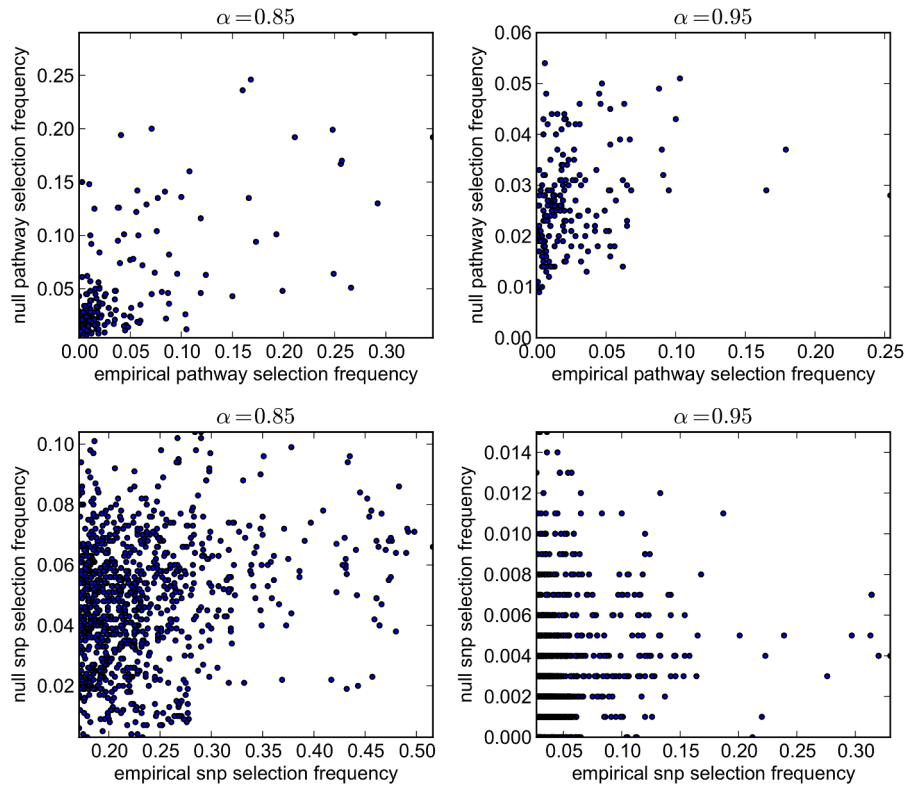 α=0.85
α=0.95
0.25
0.20
0.15
0.10
0.05
null pathway selection frequency
0.00 0.05 0.10 0.15 0.20 0.25 0.30
empirical pathway selection frequency
0.06
0.05
0.04
0.03
0.02
0.01
0.00
null pathway selection frequency
0.00 0.05 0.10 0.15 0.20 0.25
empirical pathway selection frequency
α=0.85
α=0.95
0.10
0.08
0.06
0.04
0.02
null snp selection frequency
0.20 0.25 0.30 0.35 0.40 0.45 0.50
empirical snp selection frequency
0.014
0.012
0.010
0.008
0.006
0.004
0.002
0.000
null snp selection frequency
0.05 0.10 0.15 0.20 0.25 0.30
empirical snp selection frequency